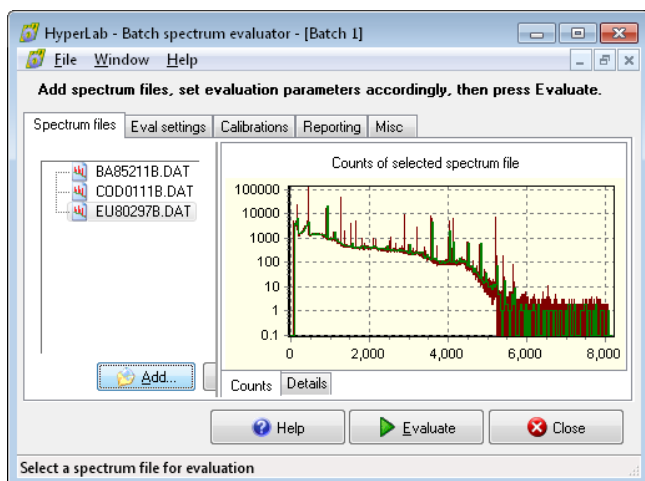 HyperLab - Batch spectrum evaluator - [Batch 1]
File Window Help
Add spectrum files, set evaluation parameters accordingly, then press Evaluate.
Spectrum files Eval settings Calibrations Reporting Misc
BA85211B.DAT
COD0111B.DAT
EU80297B.DAT
Add...
Counts of selected spectrum file
100000
10000
1000
100
10
1
0.1
0 2,000 4,000 6,000 8,000
Counts Details
Help Evaluate Close
Select a spectrum file for evaluation